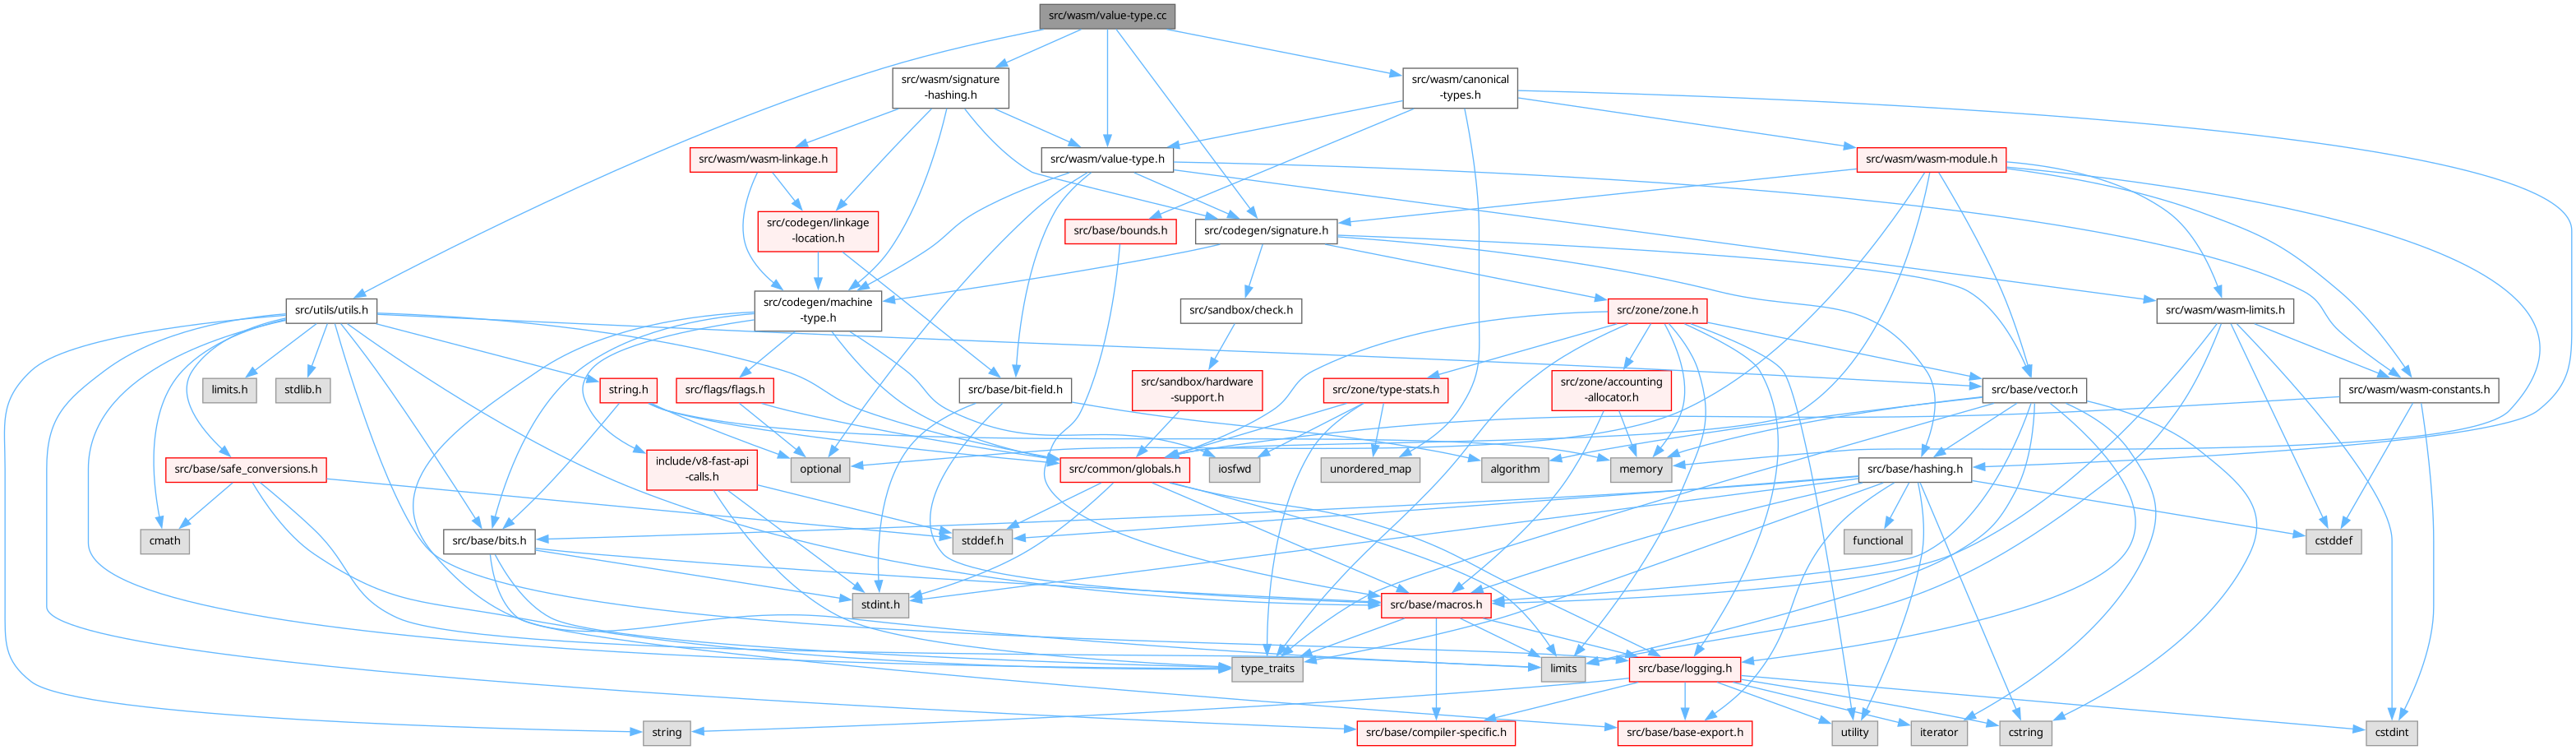 src/wasm/value-type.cc
src/wasm/signature
-hashing.h
src/wasm/canonical
-types.h
src/wasm/wasm-linkage.h
src/wasm/value-type.h
src/wasm/wasm-module.h
src/codegen/linkage
-location.h
src/base/bounds.h
src/codegen/signature.h
src/utils/utils.h
src/codegen/machine
-type.h
src/sandbox/check.h
src/zone/zone.h
src/wasm/wasm-limits.h
limits.h
stdlib.h
string.h
src/flags/flags.h
src/base/bit-field.h
src/sandbox/hardware
-support.h
src/zone/type-stats.h
src/zone/accounting
-allocator.h
src/base/vector.h
src/wasm/wasm-constants.h
src/base/safe_conversions.h
include/v8-fast-api
-calls.h
optional
src/common/globals.h
iosfwd
unordered_map
algorithm
memory
src/base/hashing.h
cmath
src/base/bits.h
stddef.h
functional
cstddef
stdint.h
src/base/macros.h
type_traits
limits
src/base/logging.h
string
src/base/compiler-specific.h
src/base/base-export.h
utility
iterator
cstring
cstdint